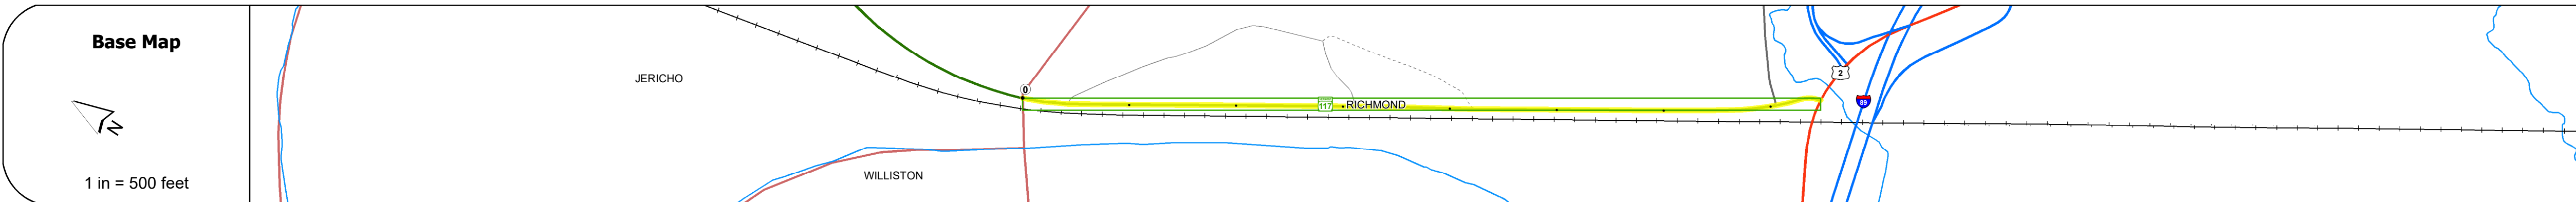 Base Map
N
1 in = 500 feet
JERICHO
WILLISTON
0
117
RICHMOND
2
89